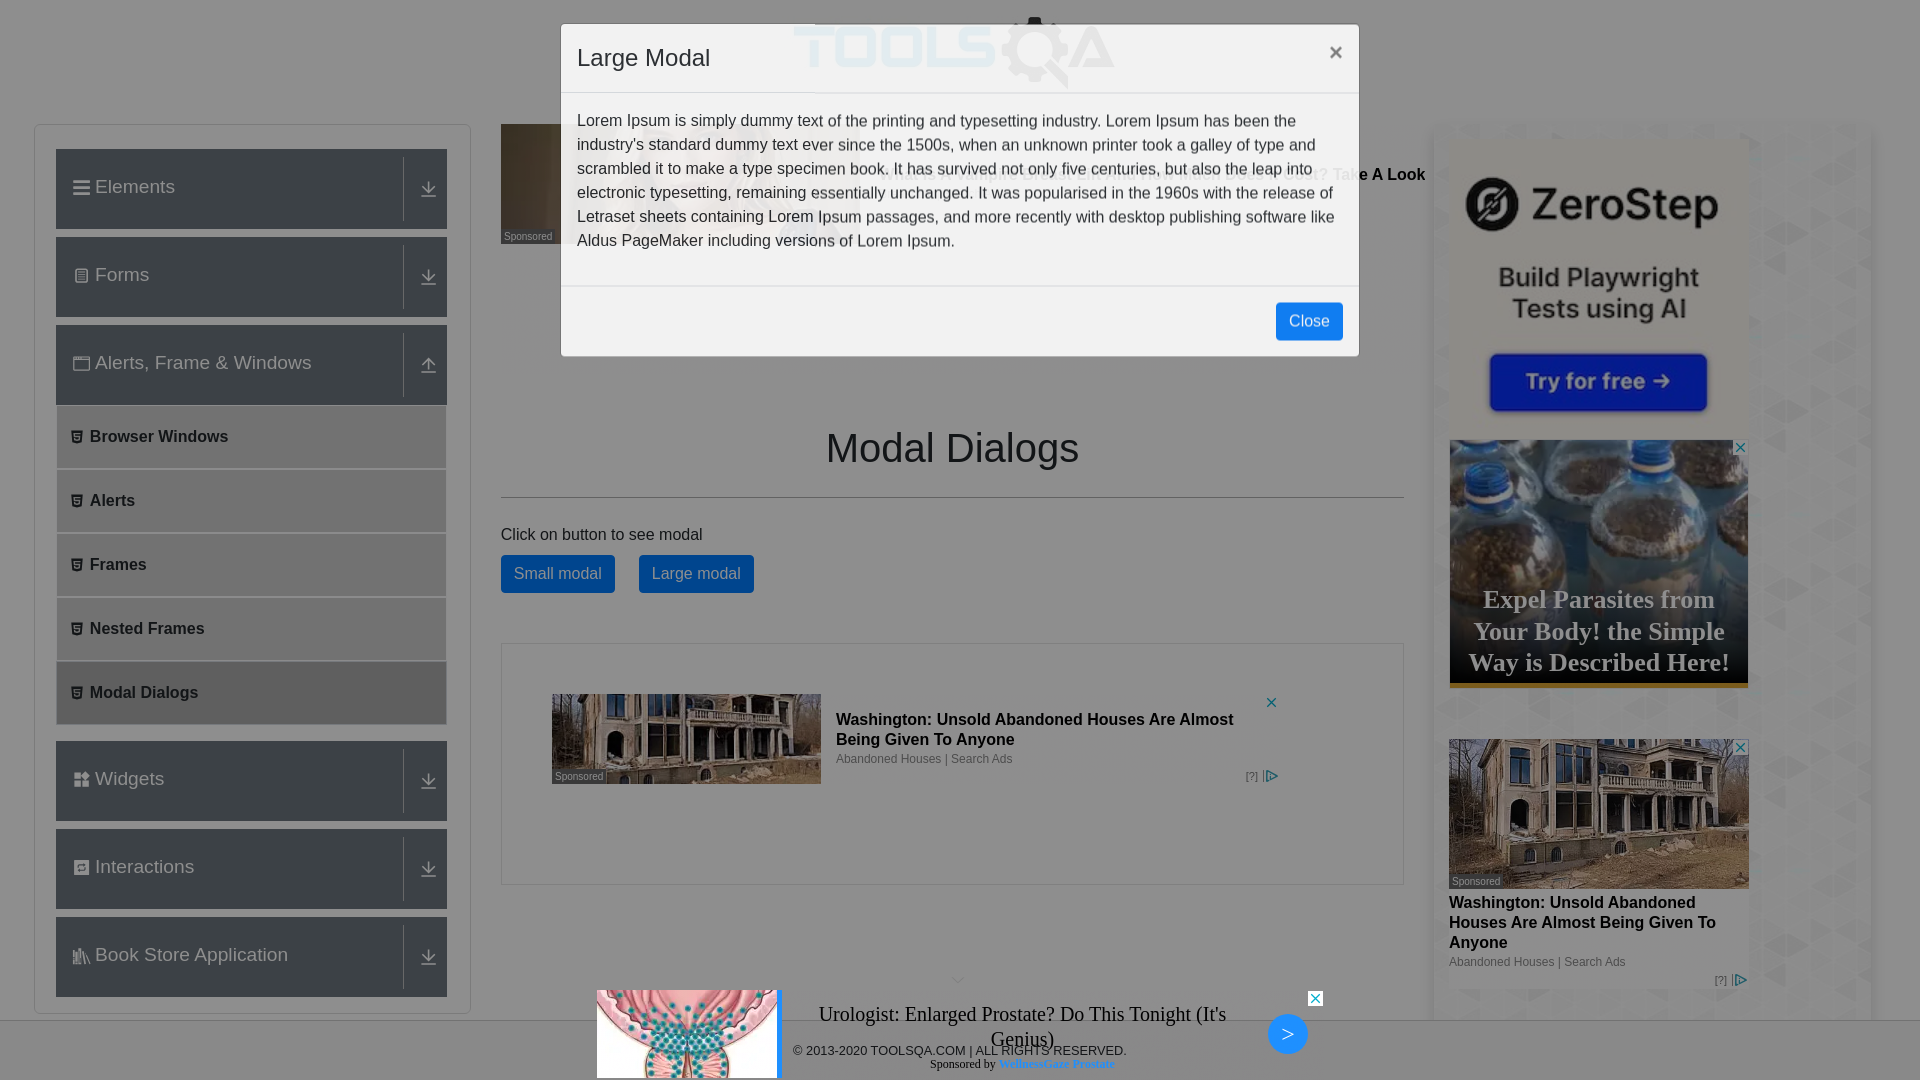 TOOLSQA
Large Modal
×
Lorem Ipsum is simply dummy text of the printing and typesetting industry. Lorem Ipsum has been the
industry's standard dummy text ever since the 1500s, when an unknown printer took a galley of type and
scrambled it to make a type specimen book. It has survived not only five centuries, but also the leap into
electronic typesetting, remaining essentially unchanged. It was popularised in the 1960s with the release of
Letraset sheets containing Lorem Ipsum passages, and more recently with desktop publishing software like
Aldus PageMaker including versions of Lorem Ipsum.
Close
Take A Look
Sponsored
Elements
Forms
Alerts, Frame & Windows
Browser Windows
Alerts
Frames
Nested Frames
Modal Dialogs
Widgets
Interactions
Book Store Application
Modal Dialogs
Click on button to see modal
Small modal
Large modal
Sponsored
Washington: Unsold Abandoned Houses Are Almost
Being Given To Anyone
Abandoned Houses | Search Ads
[?]
ZeroStep
Build Playwright
Tests using AI
Try for free →
Expel Parasites from
Your Body! the Simple
Way is Described Here!
Sponsored
Washington: Unsold Abandoned
Houses Are Almost Being Given To
Anyone
Abandoned Houses | Search Ads
[?]
Urologist: Enlarged Prostate? Do This Tonight (It's
Genius)
>
© 2013-2020 TOOLSQA.COM | ALL RIGHTS RESERVED.
Sponsored by WellnessGaze Prostate